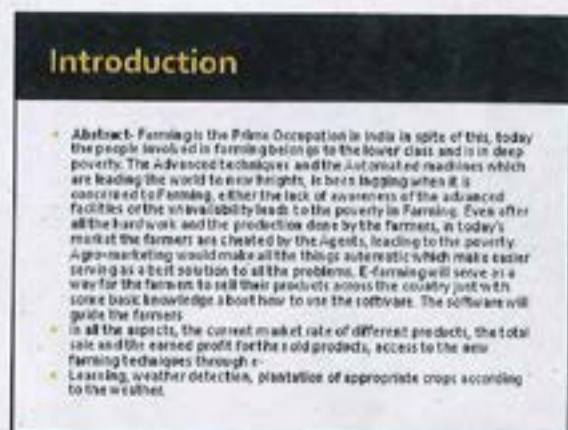 Introduction
Abstract- Farming is the Prime Occupation in India in spite of this, today
the people involved in farming belongs to the lower class and is in deep
poverty. The Advanced techniques and the Automated machines which
are leading the world to new heights, is been lagging when it is
concerned to Farming, either the lack of awareness of the advanced
facilities or the unavailability leads to the poverty in Farming. Even after
all the hard work and the production done by the farmers, in today's
market the farmers are cheated by the Agents, leading to the poverty.
Agro-marketing would make all the things automatic which make easier
serving as a best solution to all the problems. E-farming will serve as a
way for the farmers to sell their products across the country just with
some basic knowledge about how to use the software. The software will
guide the farmers
In all the aspects, the current market rate of different products, the total
sale and the earned profit for the sold products, access to the new
farming techniques through e-
Learning, weather detection, plantation of appropriate crops according
to the weather.